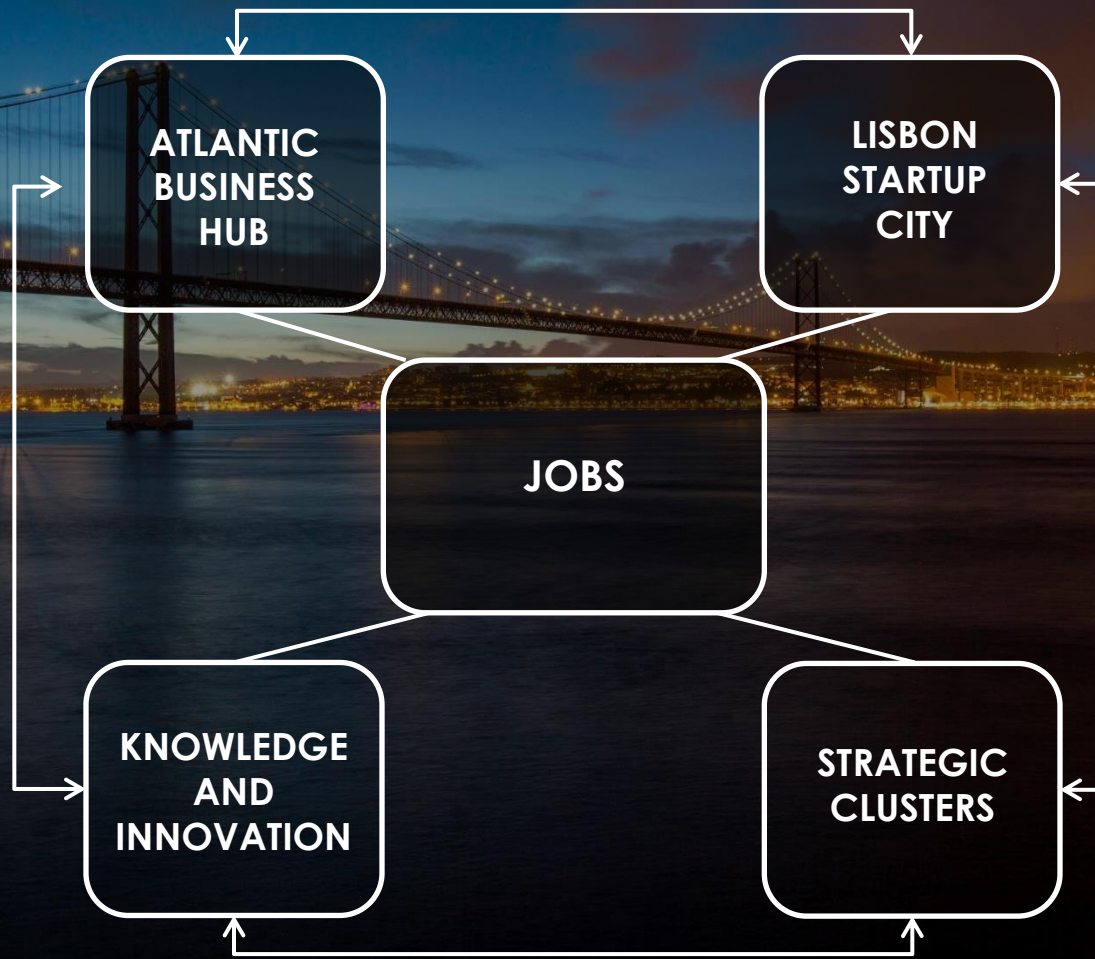 ATLANTIC
BUSINESS
HUB
LISBON
STARTUP
CITY
JOBS
KNOWLEDGE
AND
INNOVATION
STRATEGIC
CLUSTERS